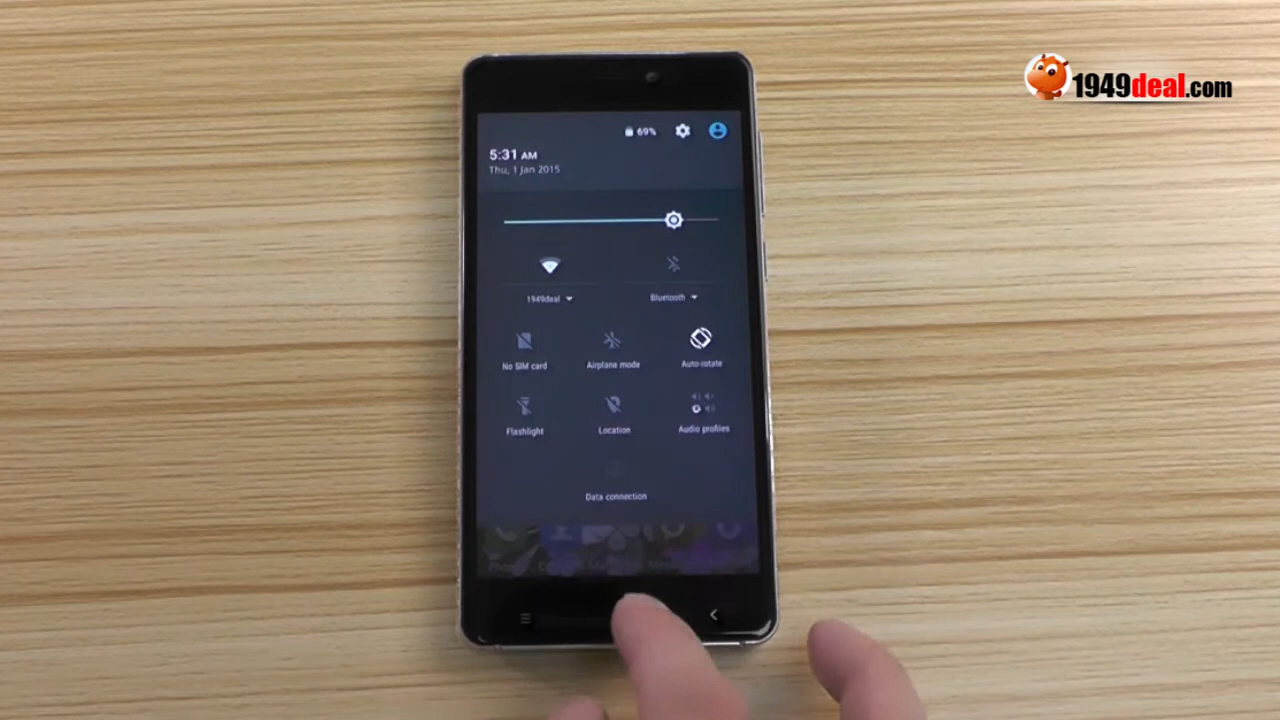 1949deal.com
69%
5:31 AM
Thu, 1 Jan 2015
1949deal
Bluetooth
No SIM card
Airplane mode
Auto-rotate
Flashlight
Location
Audio profiles
Data connection